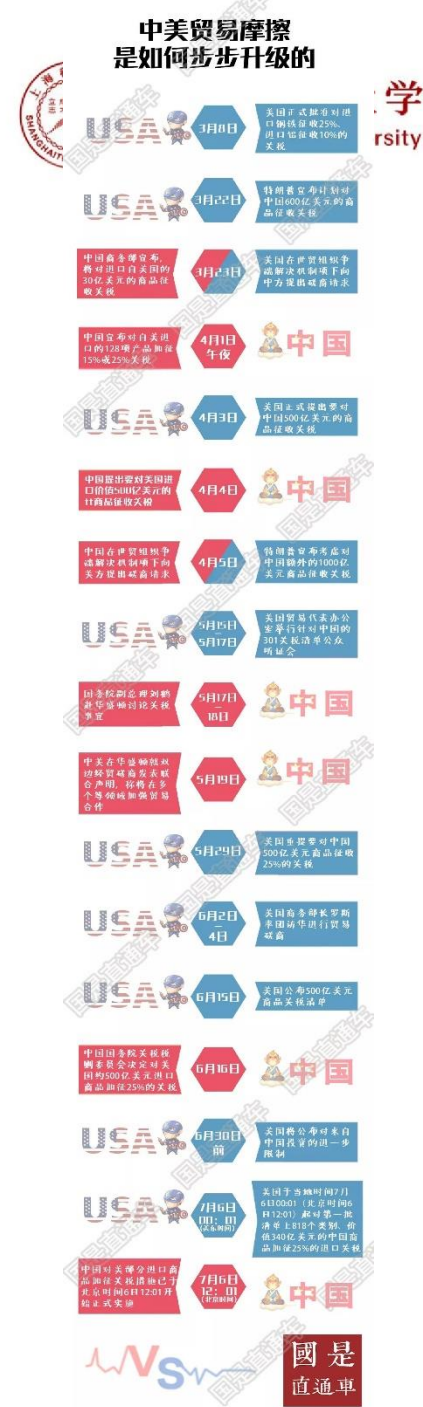 中美贸易摩擦
是如何步步升级的
学
rsity
USA
3月8日
美国正式批准对进
口钢铁征收25%、
进口铝征收10%的
关税
USA
3月22日
特朗普宣布计划对
中国600亿美元的商
品征收关税
中国商务部宣布，
将对进口自美国的
30亿美元的商品征
收关税
3月23日
美国在世贸组织争
端解决机制项下向
中方提出磋商请求
中国宣布对自美进
口的128项产品加征
15%或25%关税
4月1日
午夜
中国
USA
4月3日
美国正式提出要对
中国500亿美元的商
品征收关税
中国提出要对美国进
口价值500亿美元的
††商品征收关税
4月4日
中国
中国在世贸组织争
端解决机制项下向
美方提出磋商请求
4月5日
特朗普宣布考虑对
中国额外的1000亿
美元商品征收关税
USA
5月15日
—
5月17日
美国贸易代表办公
室举行针对中国的
301关税清单公众
听证会
国务院副总理刘鹤
赴华盛顿讨论关税
事宜
5月17日
—
18日
中国
中美在华盛顿就双
边经贸磋商发表联
合声明，称将在多
个等领域加强贸易
合作
5月19日
中国
USA
5月29日
美国重提要对中国
500亿美元商品征收
25%的关税
USA
6月2日
—
4日
美国商务部长罗斯
率团访华进行贸易
磋商
USA
6月15日
美国公布500亿美元
商品关税清单
中国国务院关税税
则委员会决定对美
国约500亿美元进口
商品加征25%的关税
6月16日
中国
USA
6月30日
前
美国将公布对来自
中国投资的进一步
限制
USA
7月6日
00：01
(美东时间)
美国于当地时间7月
6日00:01（北京时间6
日12:01）起对第一批
清单上818个类别、价
值340亿美元的中国商
品加征25%的进口关税
中国对美部分进口商
品加征关税措施已于
北京时间6日12:01开
始正式实施
7月6日
12：01
(北京时间)
中国
VS
國是
直通車
国是直通车